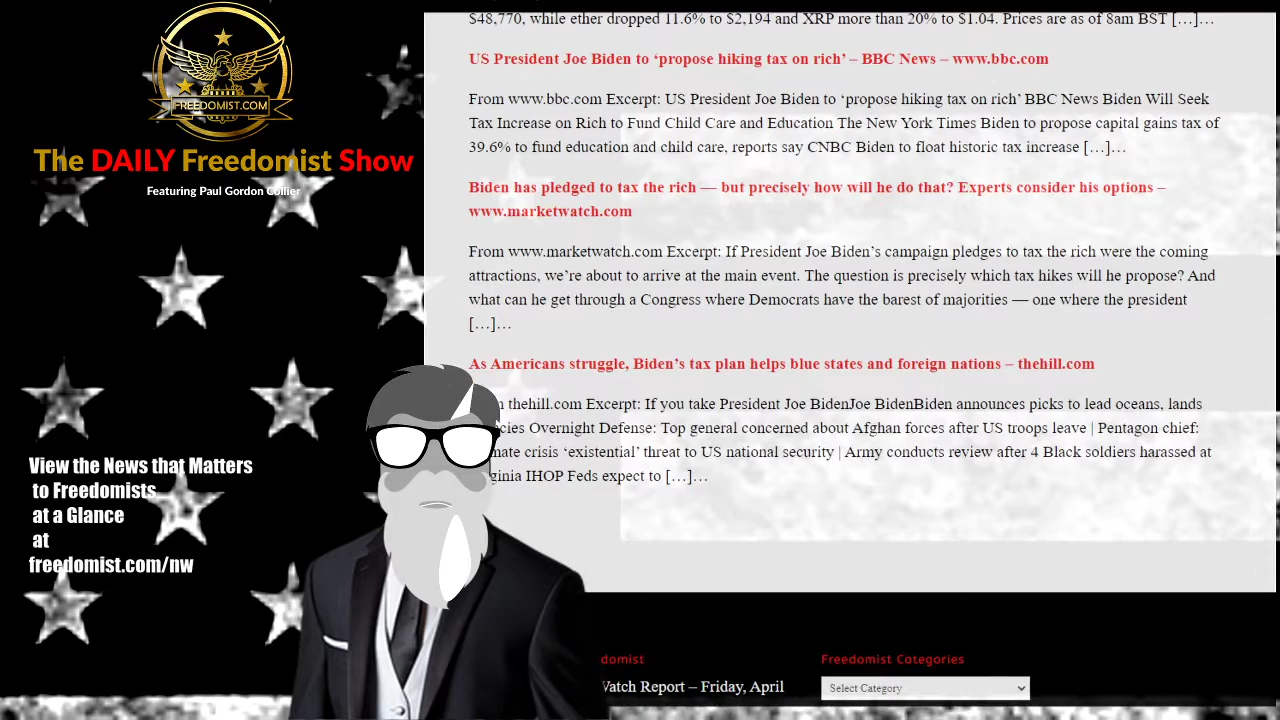 FREEDOMIST.COM
The DAILY Freedomist Show
Featuring Paul Gordon Collier
View the News that Matters
to Freedomists
at a Glance
at
freedomist.com/nw
$48,770, while ether dropped 11.6% to $2,194 and XRP more than 20% to $1.04. Prices are as of 8am BST […]…
US President Joe Biden to ‘propose hiking tax on rich’ – BBC News – www.bbc.com
From www.bbc.com Excerpt: US President Joe Biden to ‘propose hiking tax on rich’ BBC News Biden Will Seek
Tax Increase on Rich to Fund Child Care and Education The New York Times Biden to propose capital gains tax of
39.6% to fund education and child care, reports say CNBC Biden to float historic tax increase […]…
Biden has pledged to tax the rich — but precisely how will he do that? Experts consider his options –
www.marketwatch.com
From www.marketwatch.com Excerpt: If President Joe Biden’s campaign pledges to tax the rich were the coming
attractions, we’re about to arrive at the main event. The question is precisely which tax hikes will he propose? And
what can he get through a Congress where Democrats have the barest of majorities — one where the president
[…]…
As Americans struggle, Biden’s tax plan helps blue states and foreign nations – thehill.com
thehill.com Excerpt: If you take President Joe BidenJoe BidenBiden announces picks to lead oceans, lands
Overnight Defense: Top general concerned about Afghan forces after US troops leave | Pentagon chief:
crisis ‘existential’ threat to US national security | Army conducts review after 4 Black soldiers harassed at
IHOP Feds expect to […]…
domist
Watch Report – Friday, April
Freedomist Categories
Select Category